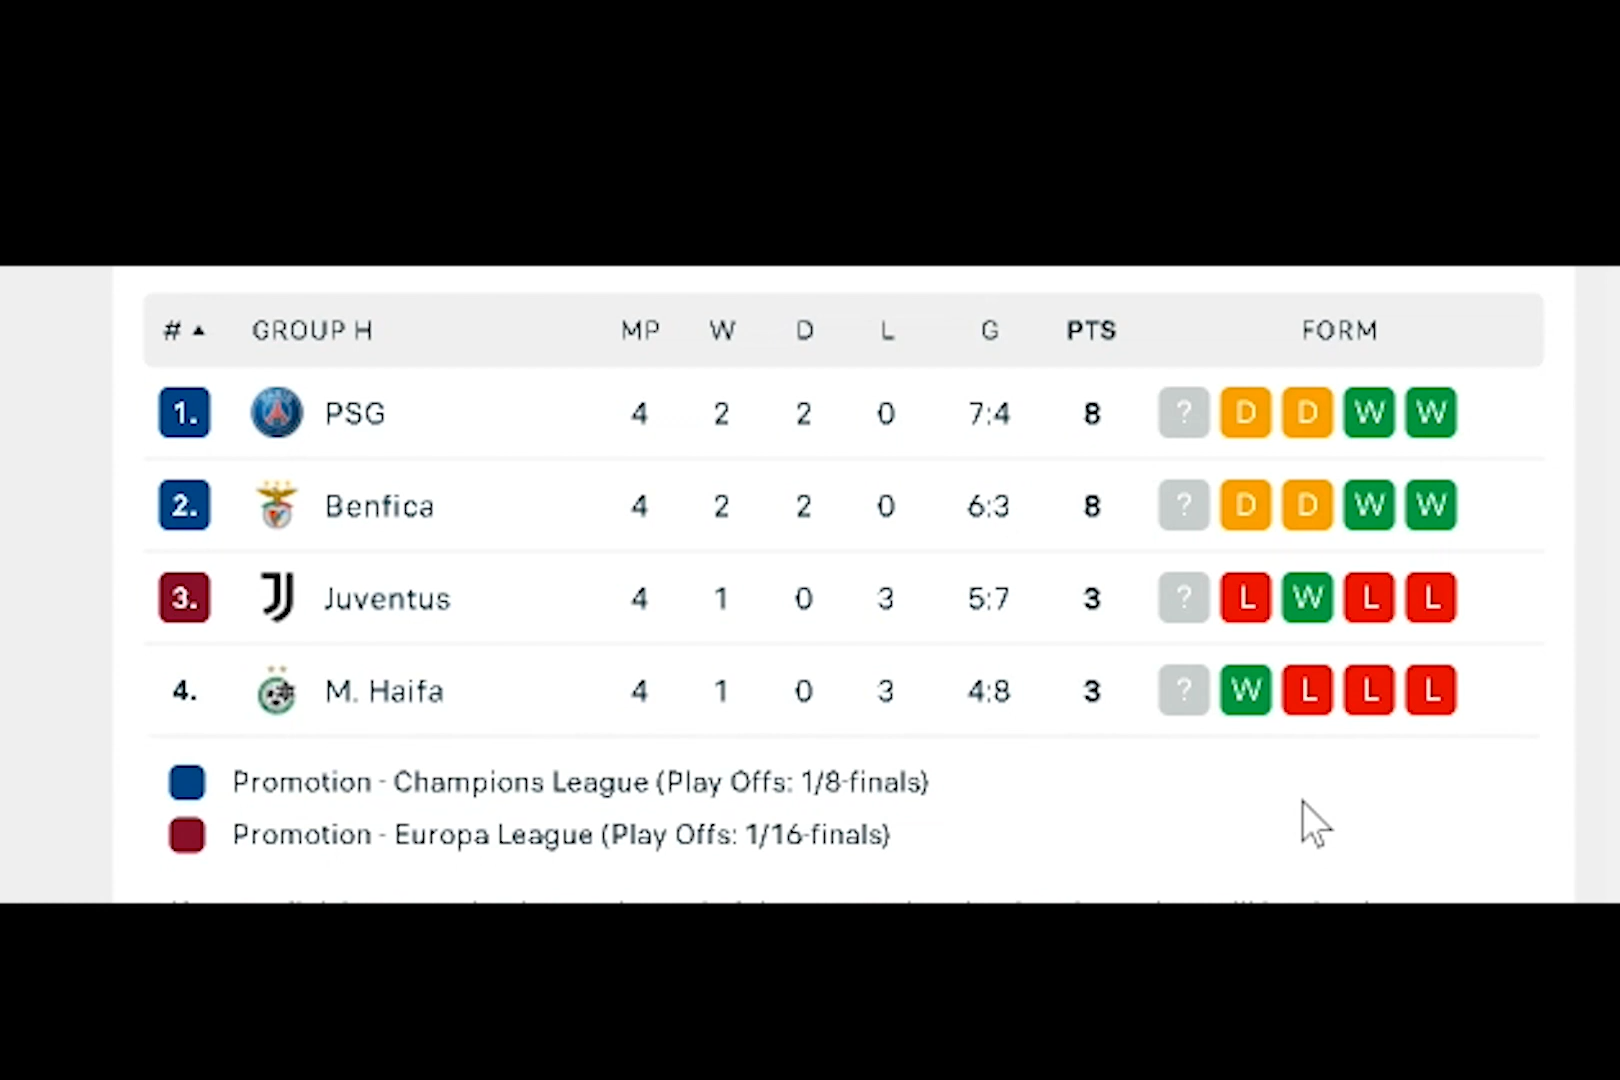 # ▲ GROUP H MP W D L G PTS FORM
1. PSG 4 2 2 0 7:4 8 ? D D W W
2. Benfica 4 2 2 0 6:3 8 ? D D W W
3. Juventus 4 1 0 3 5:7 3 ? L W L L
4. M. Haifa 4 1 0 3 4:8 3 ? W L L L
Promotion - Champions League (Play Offs: 1/8-finals)
Promotion - Europa League (Play Offs: 1/16-finals)